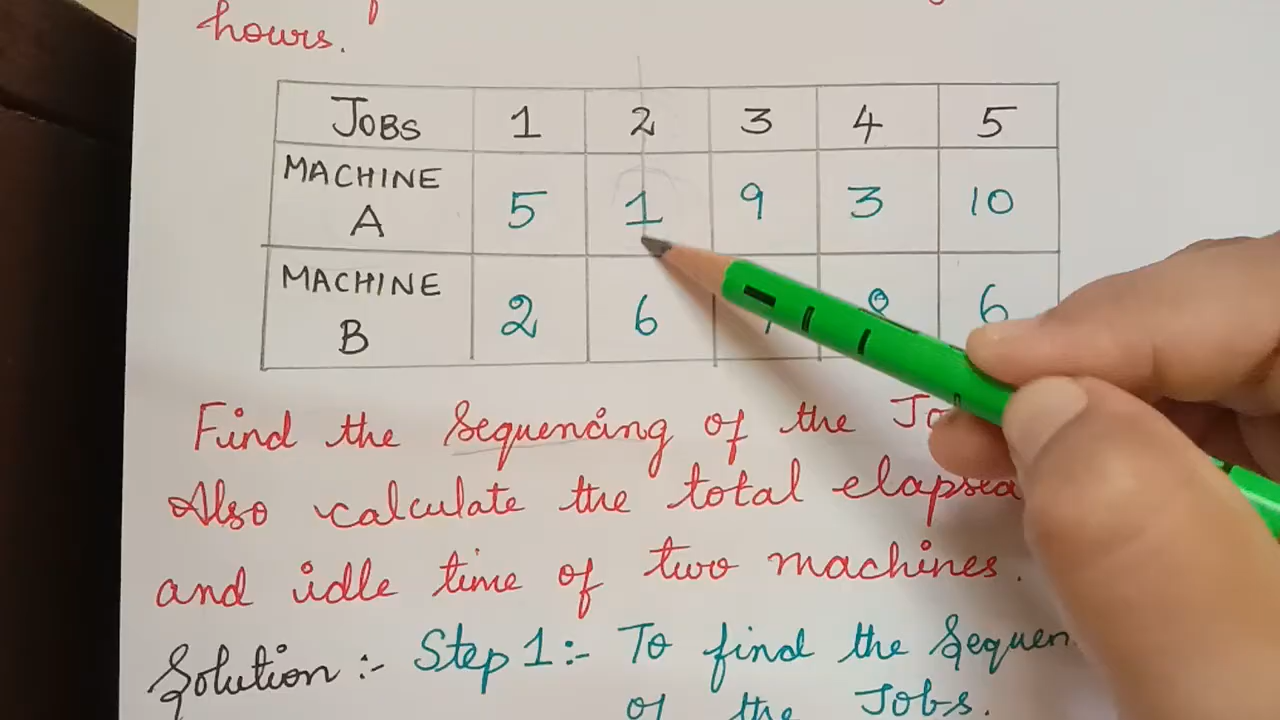 hours.
JOBS 1 2 3 4 5
MACHINE A 5 1 9 3 10
MACHINE B 2 6 6
Find the Sequencing of the
Also calculate the total
and idle time of two machines.
Solution:- Step 1:- To find the
of the Jobs.